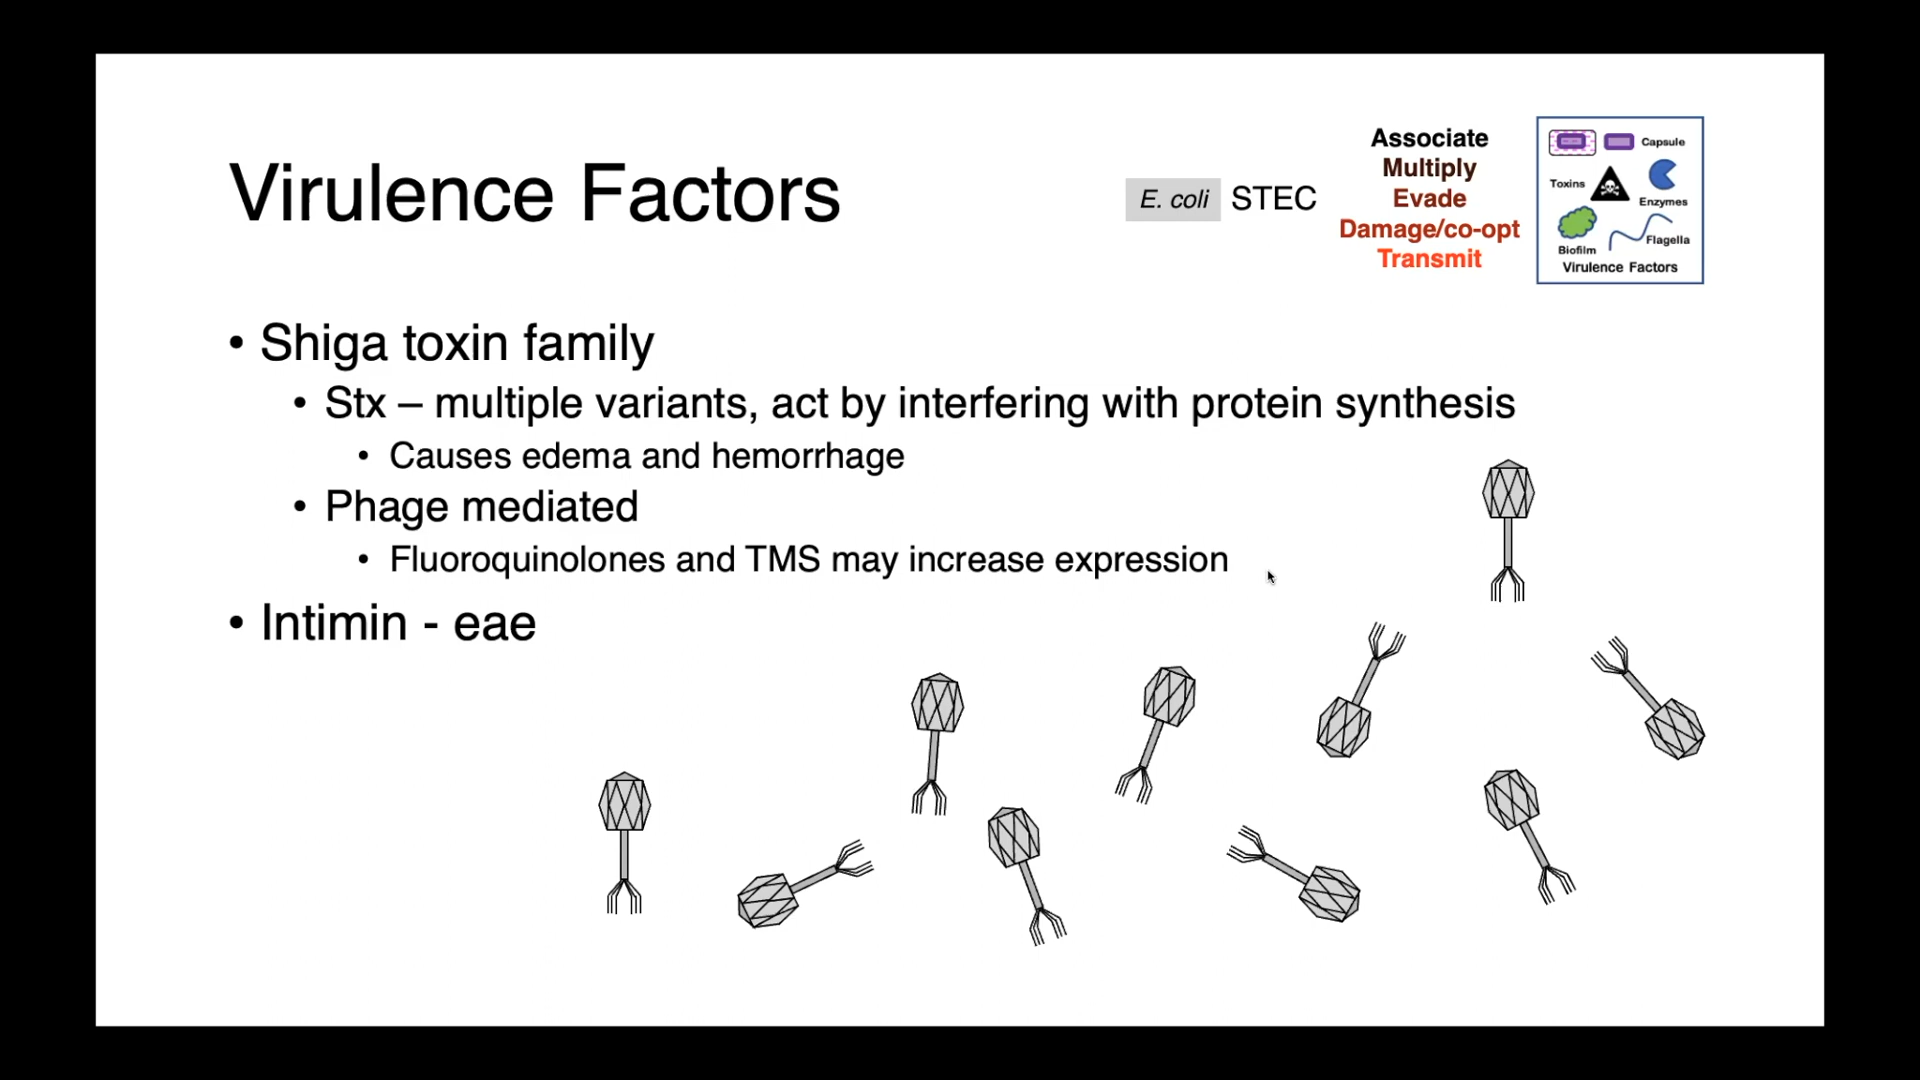 Virulence Factors
E. coli STEC
Associate
Multiply
Evade
Damage/co-opt
Transmit
Capsule
Toxins
Enzymes
Biofilm
Flagella
Virulence Factors
• Shiga toxin family
• Stx – multiple variants, act by interfering with protein synthesis
• Causes edema and hemorrhage
• Phage mediated
• Fluoroquinolones and TMS may increase expression
• Intimin - eae